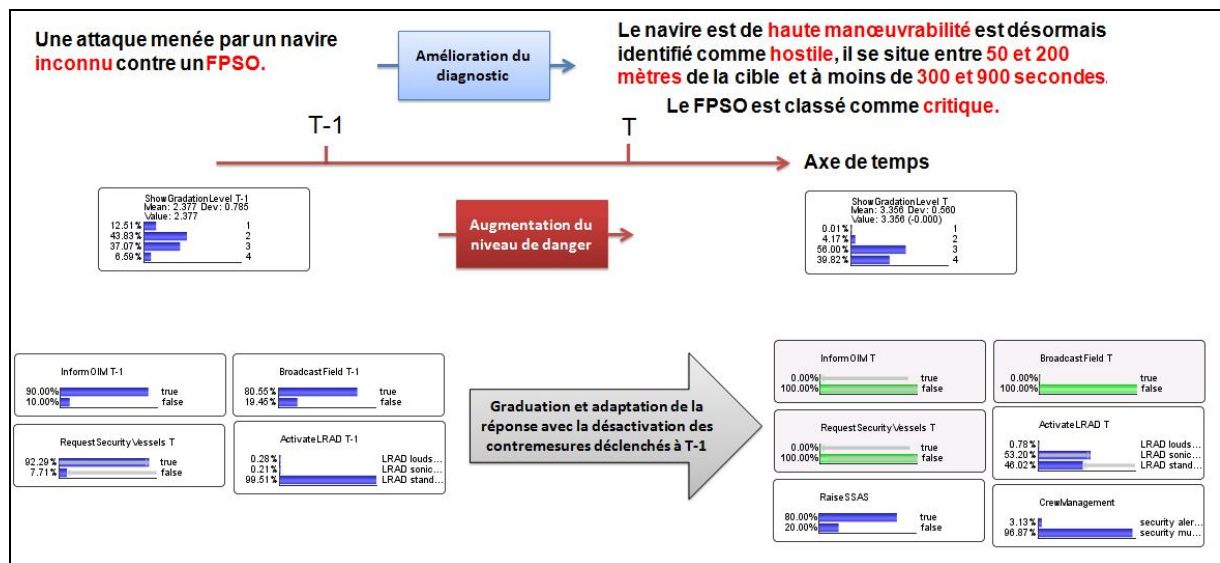 Une attaque menée par un navire
inconnu contre un FPSO.
Amélioration du
diagnostic
Le navire est de haute manœuvrabilité est désormais
identifié comme hostile, il se situe entre 50 et 200
mètres de la cible et à moins de 300 et 900 secondes.
Le FPSO est classé comme critique.
T-1
T
Axe de temps
ShowGradationLevel T-1
Mean: 2.377 Dev: 0.785
Value: 2.377
12.51% 1
43.83% 2
37.07% 3
6.59% 4
Augmentation du
niveau de danger
ShowGradationLevel T
Mean: 3.356 Dev: 0.560
Value: 3.356 (-0.000)
0.01% 1
4.17% 2
56.00% 3
39.82% 4
InformOIM T-1
90.00% true
10.00% false
BroadcastField T-1
80.55% true
19.45% false
RequestSecurityVessels T
92.29% true
7.71% false
ActivateLRAD T-1
0.28% LRAD louds...
0.21% LRAD sonic...
99.51% LRAD stand...
Graduation et adaptation de la
réponse avec la désactivation des
contremesures déclenchés à T-1
InformOIM T
0.00% true
100.00% false
BroadcastField T
0.00% true
100.00% false
RequestSecurityVessels T
0.00% true
100.00% false
ActivateLRAD T
0.78% LRAD louds...
53.20% LRAD sonic...
46.02% LRAD stand...
RaiseSSAS
80.00% true
20.00% false
CrewManagement
3.13% security aler...
96.87% security mu...